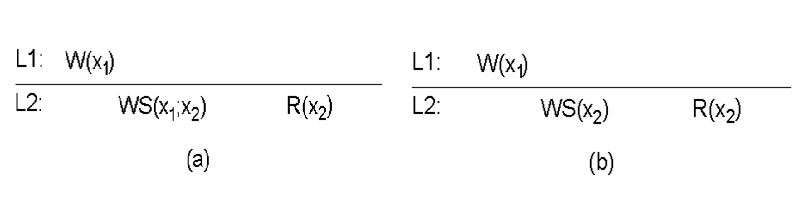 L1: W(x₁)
L2: WS(x₁;x₂) R(x₂)
(a)
L1: W(x₁)
L2: WS(x₂) R(x₂)
(b)